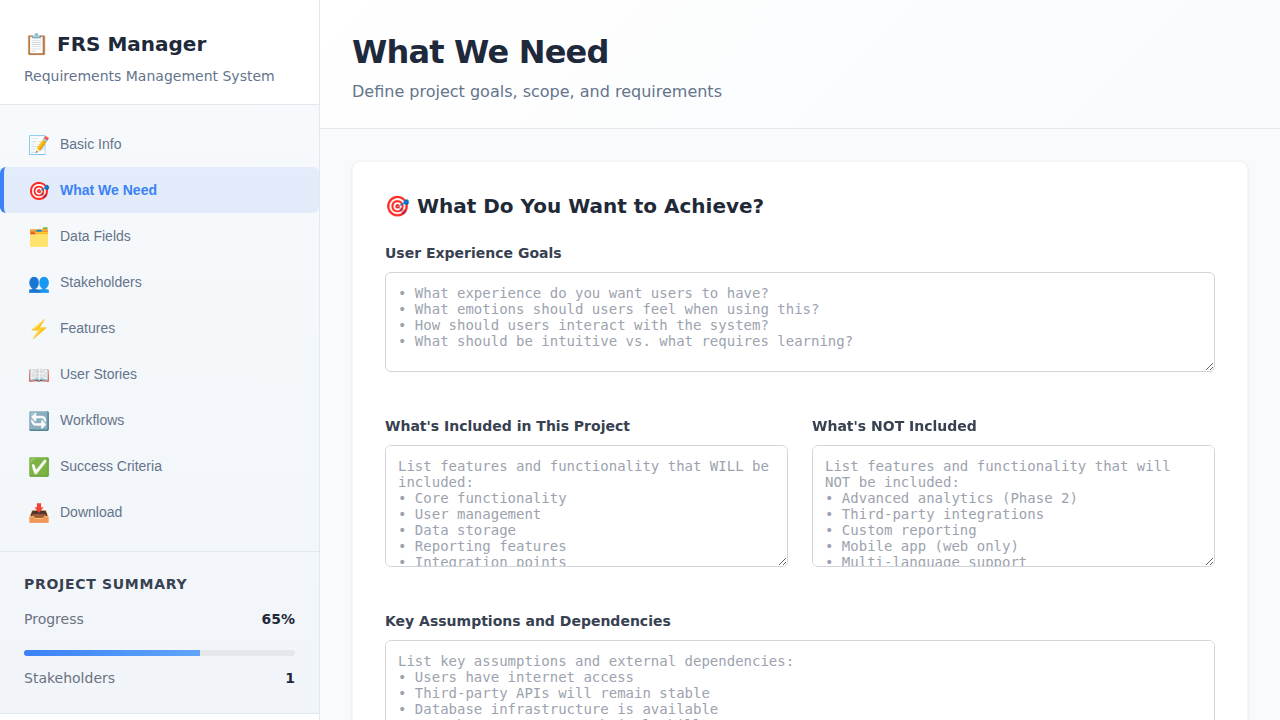 FRS Manager
Requirements Management System
Basic Info
What We Need
Data Fields
Stakeholders
Features
User Stories
Workflows
Success Criteria
Download
PROJECT SUMMARY
Progress 65%
Stakeholders 1
What We Need
Define project goals, scope, and requirements
What Do You Want to Achieve?
User Experience Goals
• What experience do you want users to have?
• What emotions should users feel when using this?
• How should users interact with the system?
• What should be intuitive vs. what requires learning?
What's Included in This Project
List features and functionality that WILL be
included:
• Core functionality
• User management
• Data storage
• Reporting features
• Integration points
What's NOT Included
List features and functionality that will
NOT be included:
• Advanced analytics (Phase 2)
• Third-party integrations
• Custom reporting
• Mobile app (web only)
• Multi-language support
Key Assumptions and Dependencies
List key assumptions and external dependencies:
• Users have internet access
• Third-party APIs will remain stable
• Database infrastructure is available